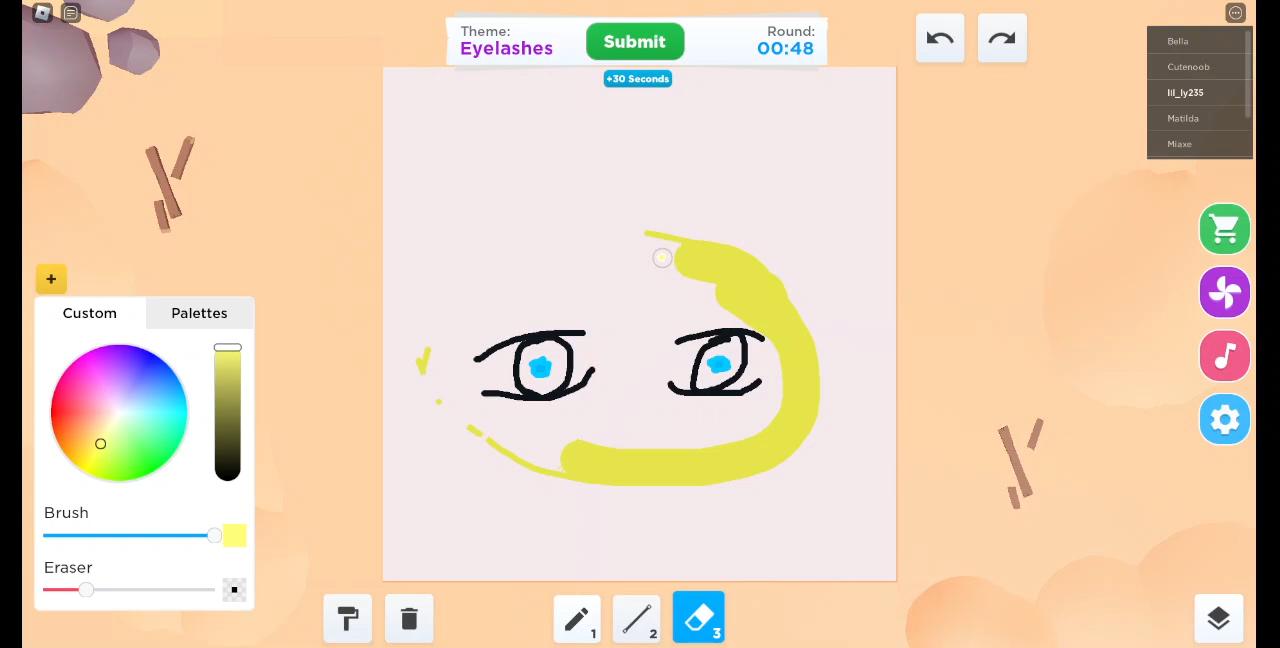 Theme:
Eyelashes
Submit
Round:
00:48
+30 Seconds
Bella
Cutenoob
lil_ly235
Matilda
Miaxe
+
Custom
Palettes
Brush
Eraser
1
2
3